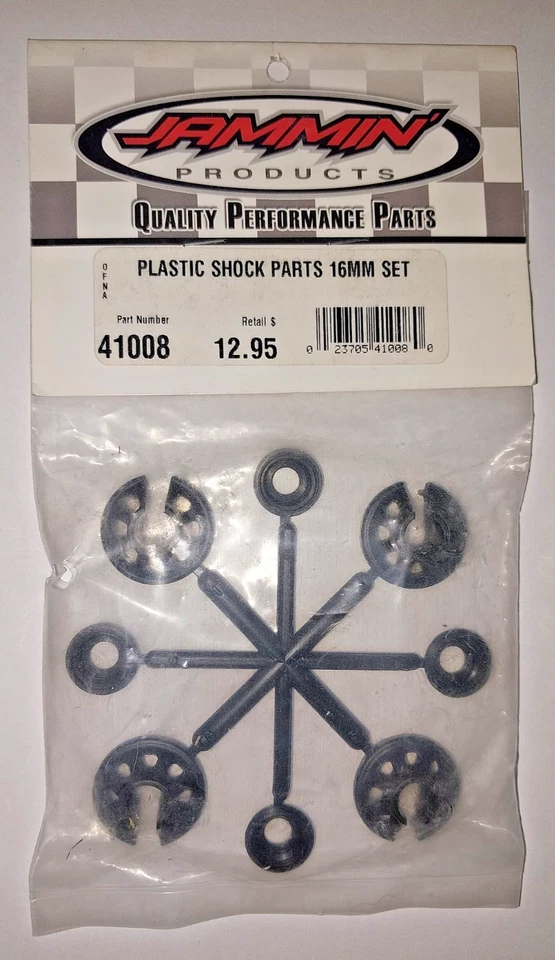 JAMMIN'
PRODUCTS
QUALITY PERFORMANCE PARTS
OFNA
PLASTIC SHOCK PARTS 16MM SET
Part Number Retail $
41008 12.95
0 23705 41008 0